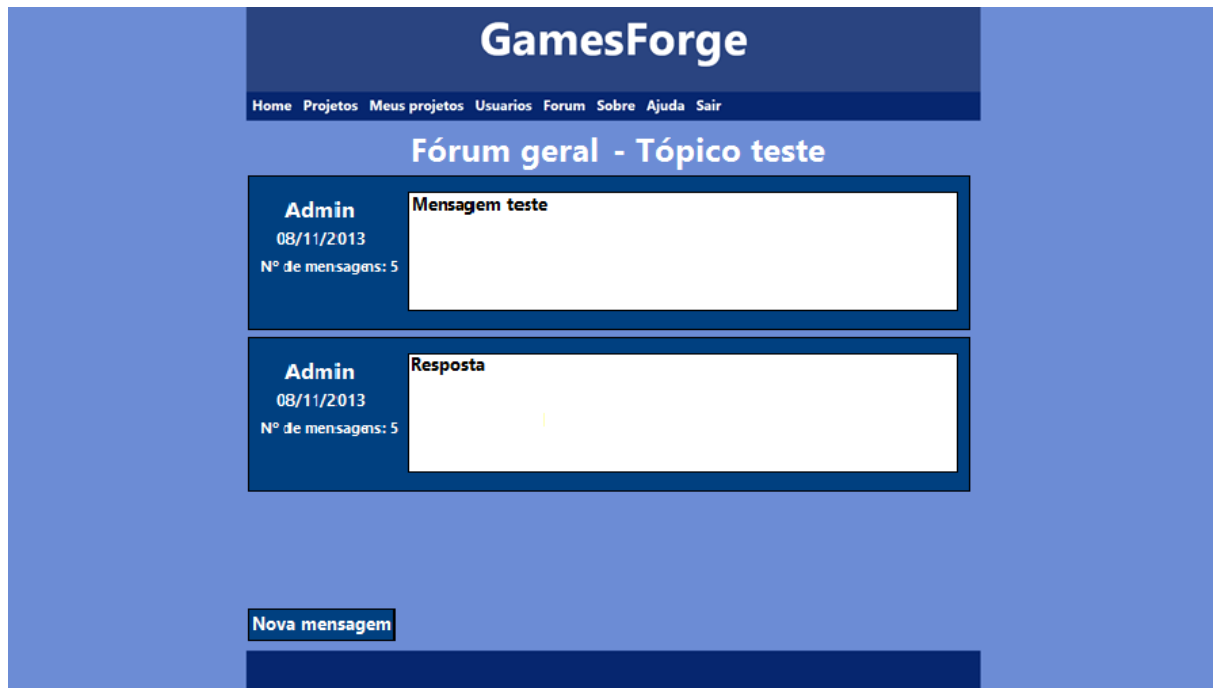 GamesForge
Home Projetos Meus projetos Usuarios Forum Sobre Ajuda Sair
Fórum geral - Tópico teste
Admin
08/11/2013
Nº de mensagens: 5
Mensagem teste
Admin
08/11/2013
Nº de mensagens: 5
Resposta
Nova mensagem